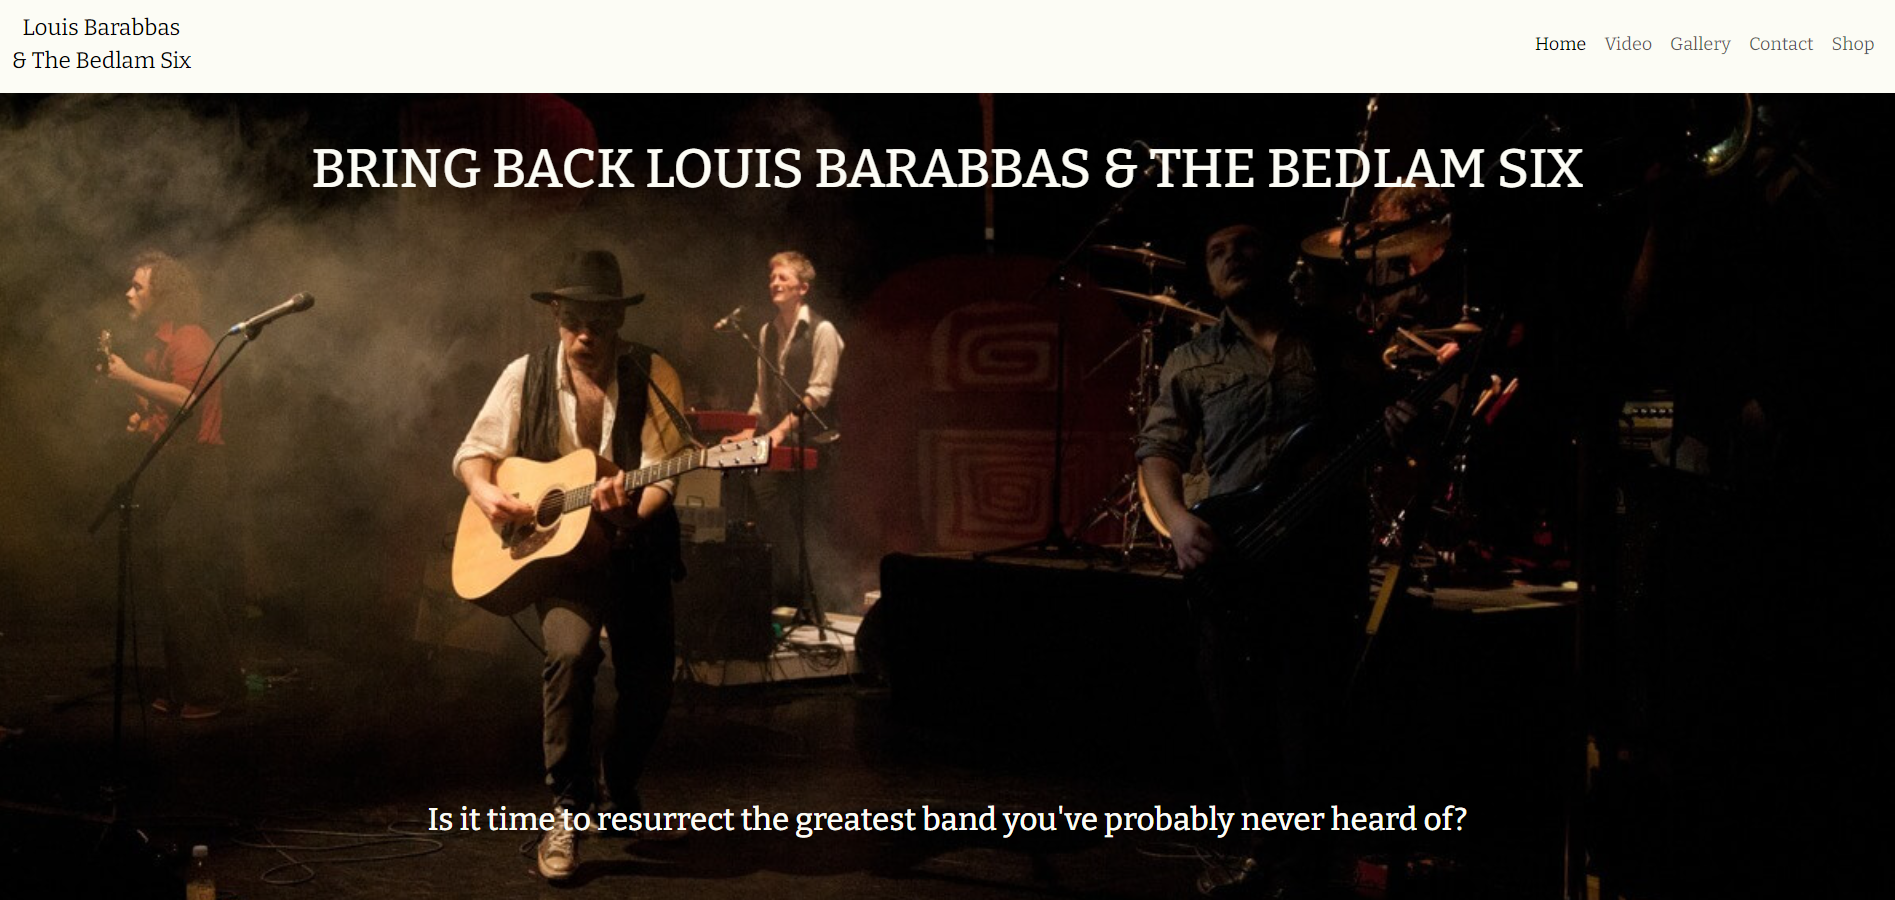 Louis Barabbas
& The Bedlam Six
Home Video Gallery Contact Shop
BRING BACK LOUIS BARABBAS & THE BEDLAM SIX
Is it time to resurrect the greatest band you've probably never heard of?